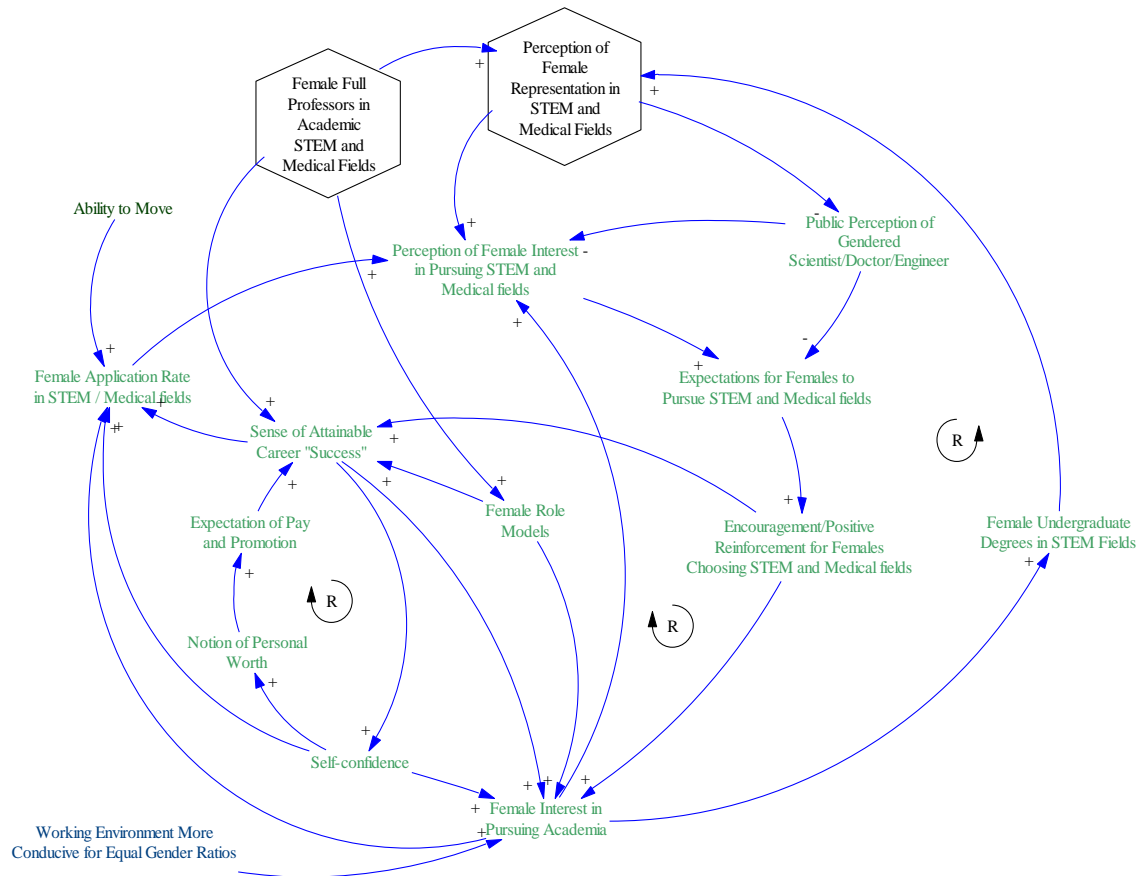 Perception of
Female
Representation in
STEM and
Medical Fields
Female Full
Professors in
Academic
STEM and
Medical Fields
+
+
Ability to Move
-
Public Perception of
Gendered
Scientist/Doctor/Engineer
+
Perception of Female Interest
in Pursuing STEM and
Medical fields
-
+
+
+
-
+
Female Application Rate
in STEM / Medical fields
Expectations for Females to
Pursue STEM and Medical fields
+
+
+
+
Sense of Attainable
Career "Success"
+
+
R
+
+
+
Female Role
Models
+
Expectation of Pay
and Promotion
Encouragement/Positive
Reinforcement for Females
Choosing STEM and Medical fields
Female Undergraduate
Degrees in STEM Fields
+
+
R
R
Notion of Personal
Worth
+
+
Self-confidence
+
+
+
+
Female Interest in
Pursuing Academia
+
Working Environment More
Conducive for Equal Gender Ratios